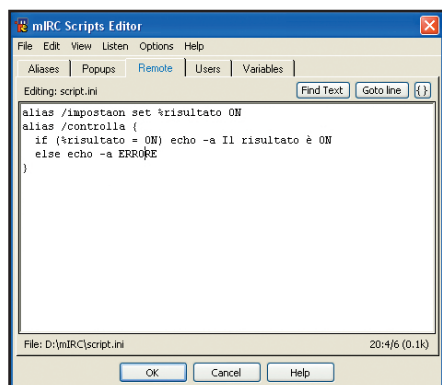 mIRC Scripts Editor
File Edit View Listen Options Help
Aliases Popups Remote Users Variables
Editing: script.ini Find Text Goto line { }
alias /impostaon set %risultato ON
alias /controlla {
if (%risultato = ON) echo -a Il risultato è ON
else echo -a ERRORE
}
File: D:\mIRC\script.ini 20:4/6 (0.1k)
OK Cancel Help